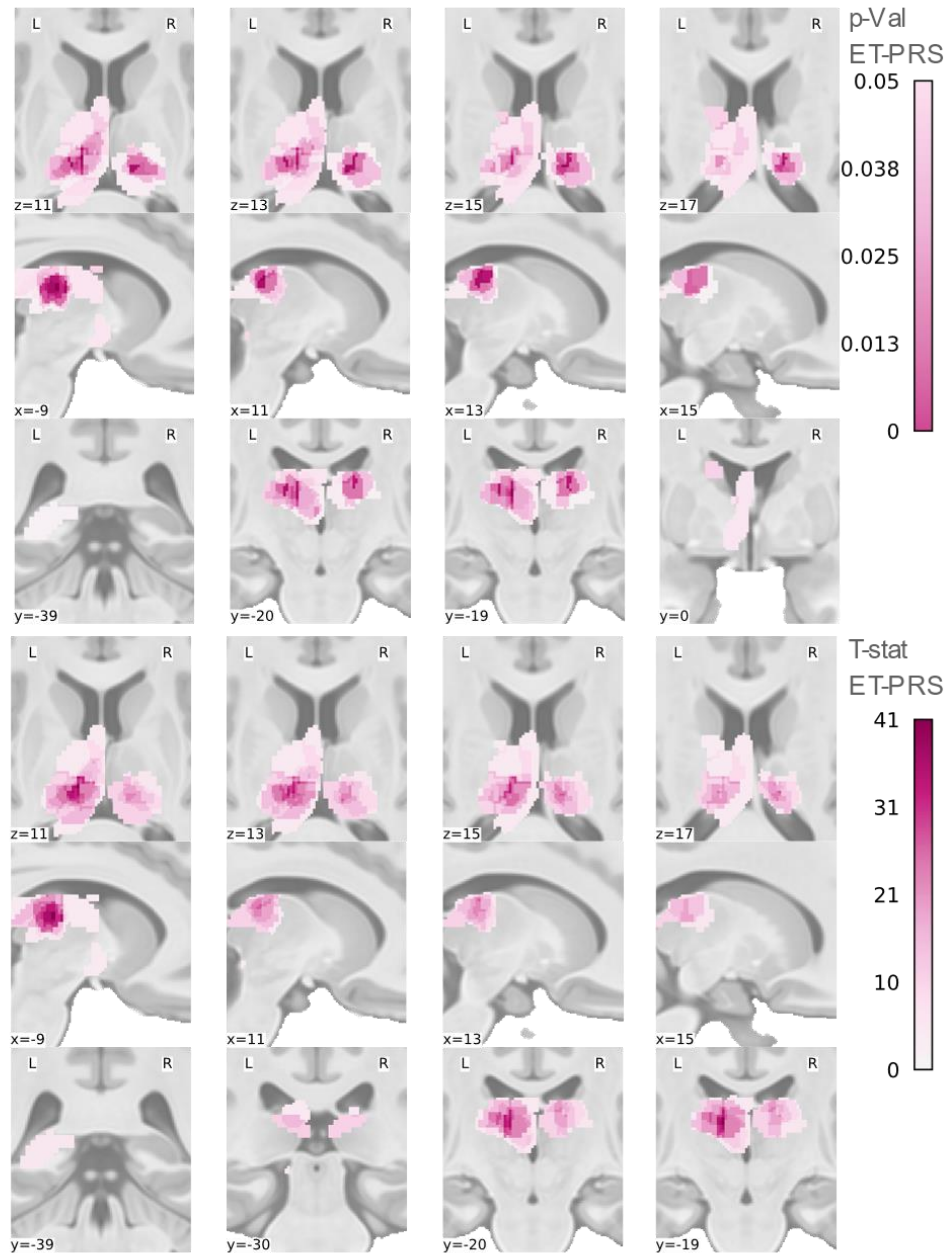 L R L R L R L R p-Val
ET-PRS
0.05
0.038
z=11 z=13 z=15 z=17
0.025
0.013
x=-9 x=11 x=13 x=15
0
L R L R L R L R
y=-39 y=-20 y=-19 y=0
L R L R L R L R T-stat
ET-PRS
41
31
z=11 z=13 z=15 z=17
21
10
x=-9 x=11 x=13 x=15
0
L R L R L R L R
y=-39 y=-30 y=-20 y=-19